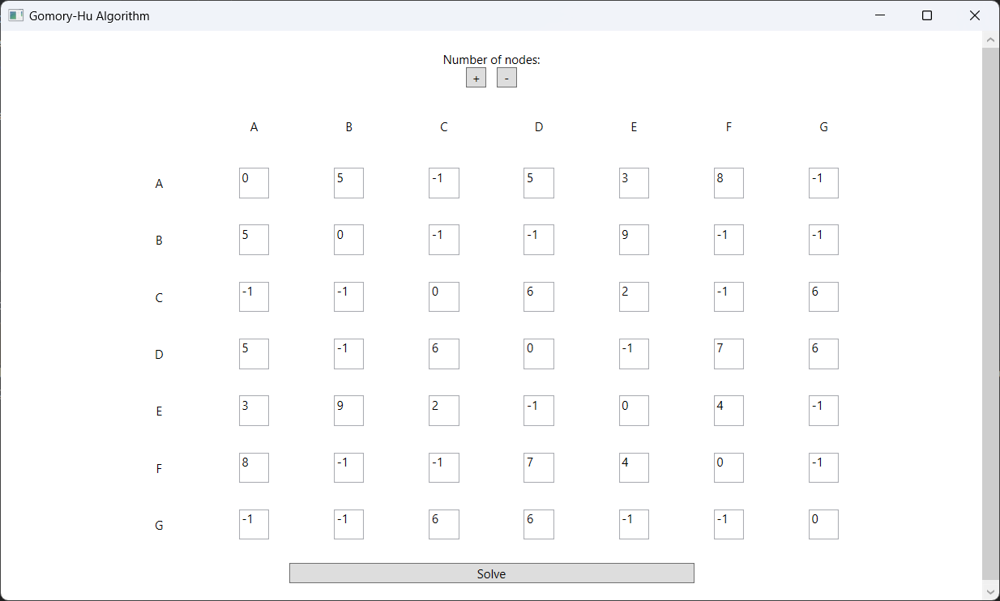 Gomory-Hu Algorithm
Number of nodes:
+ -
A B C D E F G
A 0 5 -1 5 3 8 -1
B 5 0 -1 -1 9 -1 -1
C -1 -1 0 6 2 -1 6
D 5 -1 6 0 -1 7 6
E 3 9 2 -1 0 4 -1
F 8 -1 -1 7 4 0 -1
G -1 -1 6 6 -1 -1 0
Solve